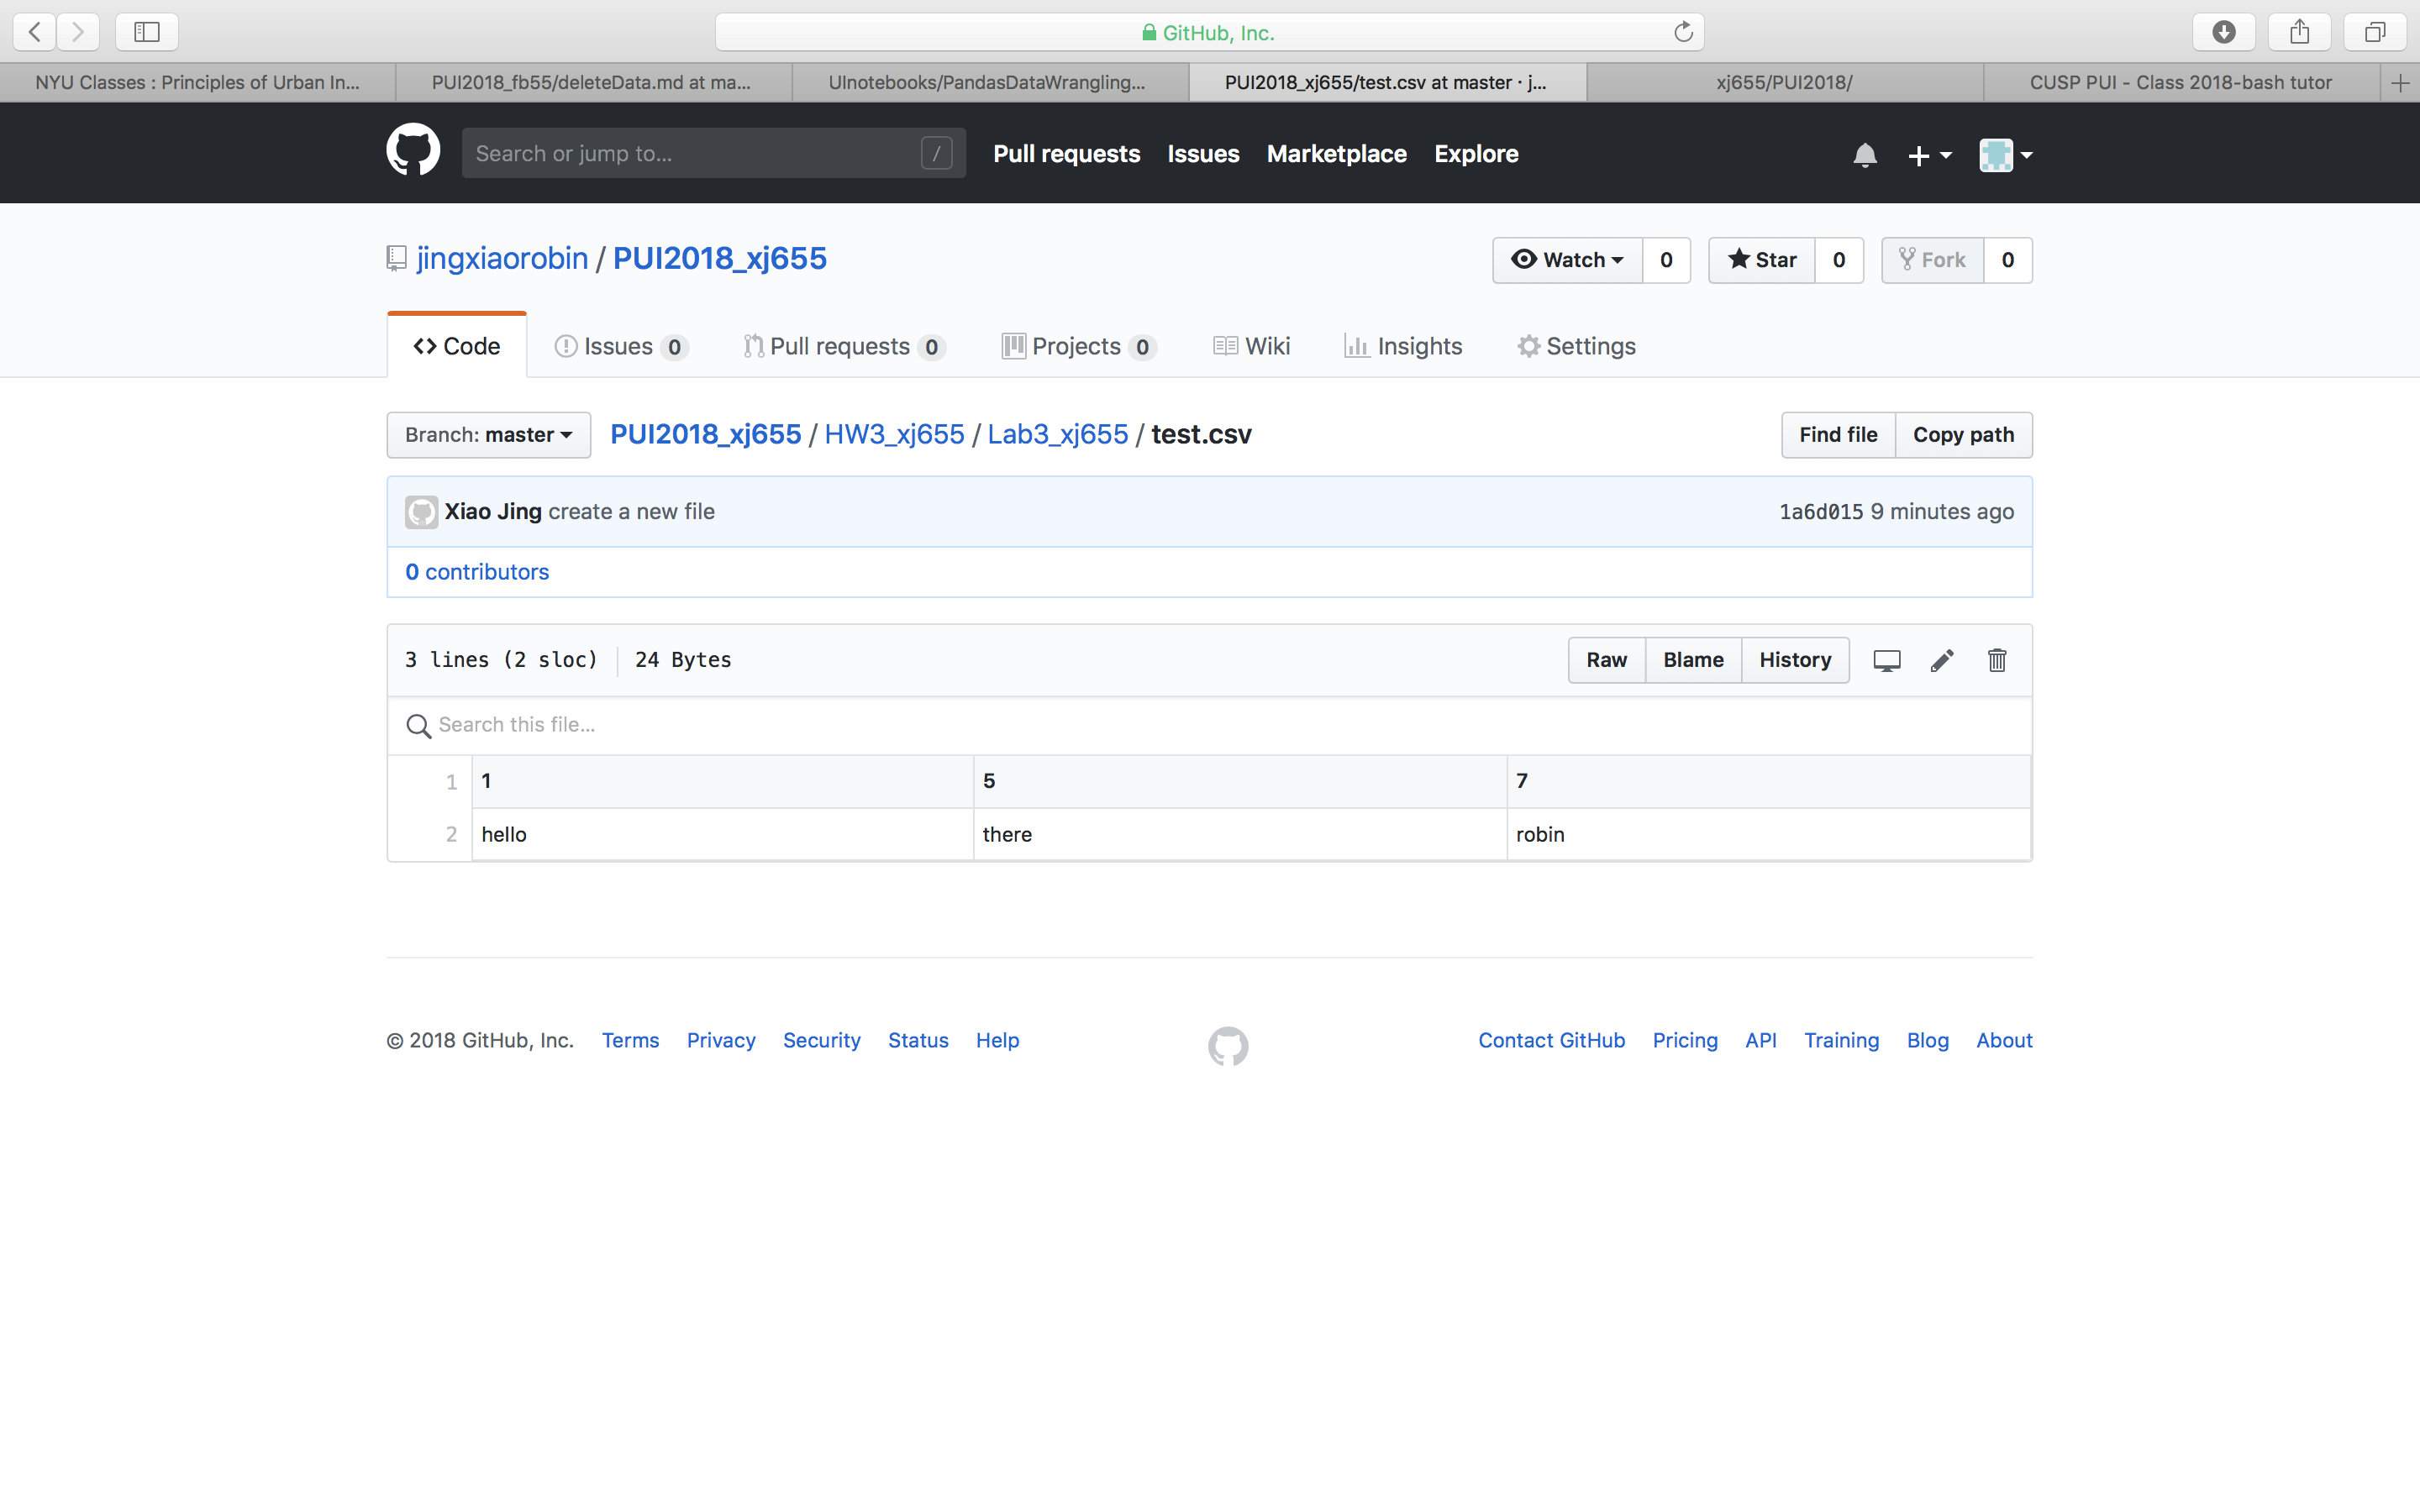 GitHub, Inc.
NYU Classes : Principles of Urban In... PUI2018_fb55/deleteData.md at ma... UInotebooks/PandasDataWrangling... PUI2018_xj655/test.csv at master · j... xj655/PUI2018/ CUSP PUI - Class 2018-bash tutor
Search or jump to... / Pull requests Issues Marketplace Explore
jingxiaorobin / PUI2018_xj655 Watch 0 Star 0 Fork 0
Code Issues 0 Pull requests 0 Projects 0 Wiki Insights Settings
Branch: master PUI2018_xj655 / HW3_xj655 / Lab3_xj655 / test.csv Find file Copy path
Xiao Jing create a new file 1a6d015 9 minutes ago
0 contributors
3 lines (2 sloc) 24 Bytes Raw Blame History
Search this file...
1 1 5 7
2 hello there robin
© 2018 GitHub, Inc. Terms Privacy Security Status Help Contact GitHub Pricing API Training Blog About